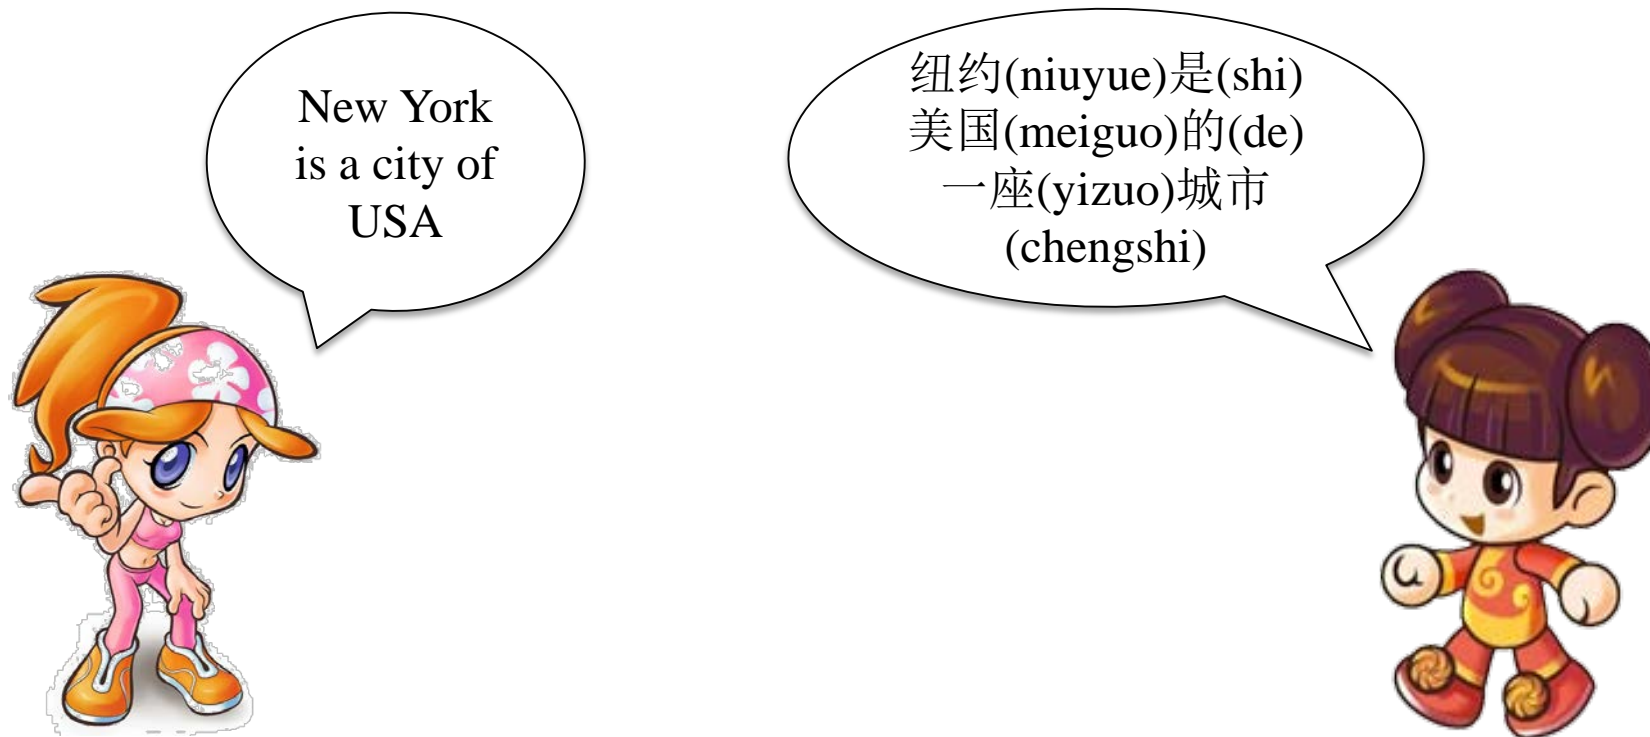 New York
is a city of
USA
纽约(niuyue)是(shi)
美国(meiguo)的(de)
一座(yizuo)城市
(chengshi)